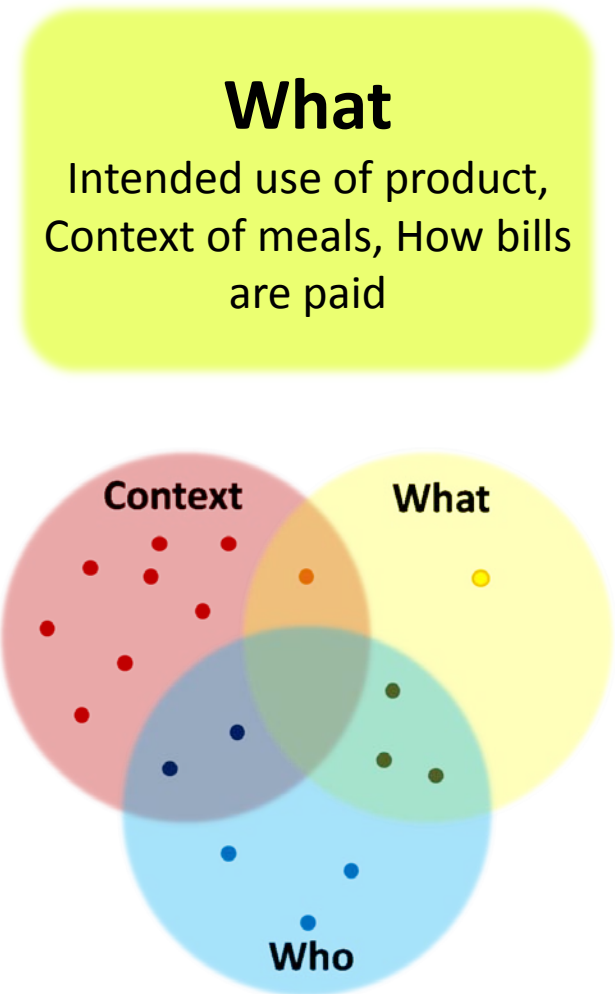 What
Intended use of product,
Context of meals, How bills
are paid
Context
What
Who